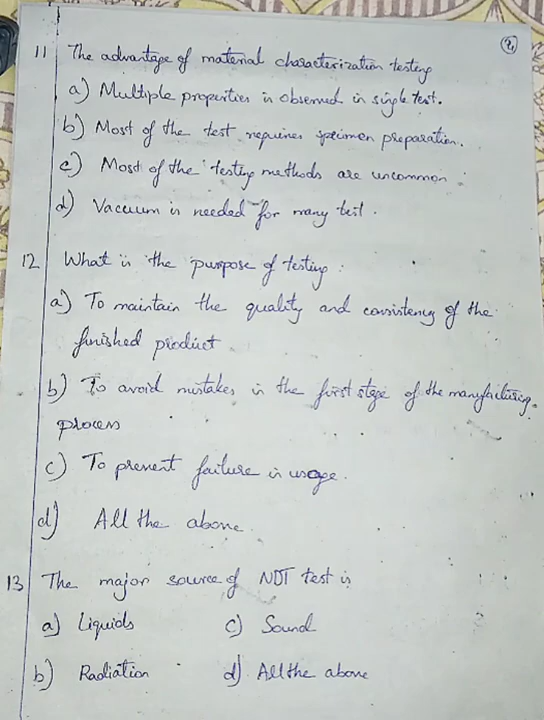 2
11 The advantage of material characterization testing
a) Multiple properties is observed in single test.
b) Most of the test requires specimen preparation.
c) Most of the testing methods are uncommon
d) Vacuum is needed for many test.
12 What is the purpose of testing:
a) To maintain the quality and consistency of the
finished product
b) To avoid mistakes in the first stage of the manufacturing
process
c) To prevent failure in usage.
d) All the above
13 The major source of NDT test is
a) Liquids c) Sound
b) Radiation d) All the above